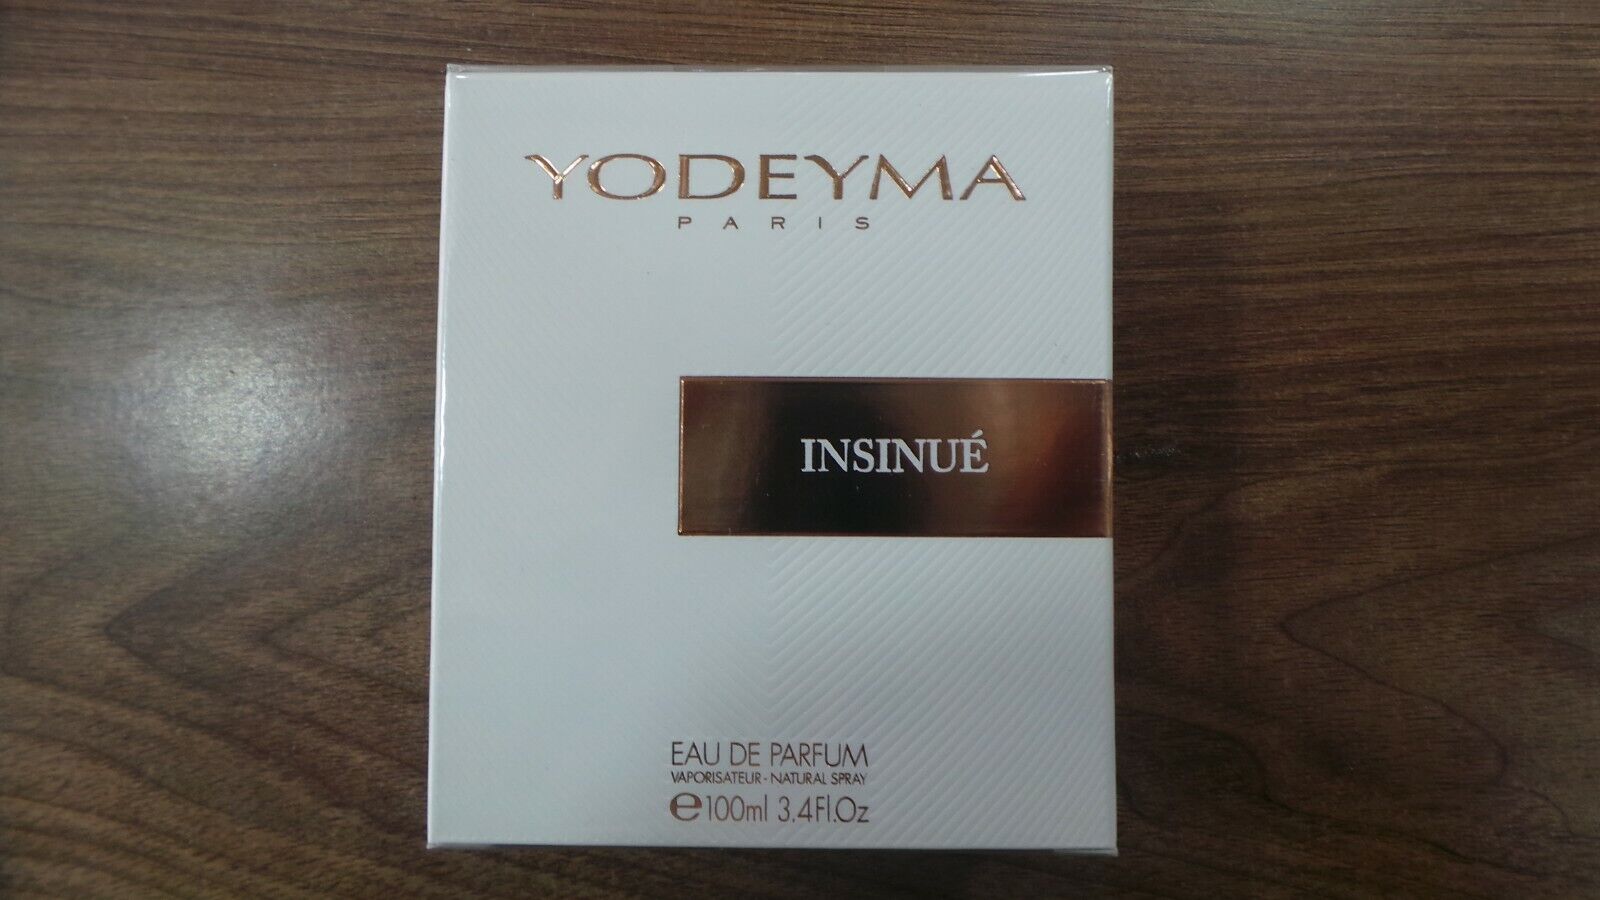 YODEYMA
PARIS
INSINUÉ
EAU DE PARFUM
VAPORISATEUR - NATURAL SPRAY
℮100ml 3.4Fl.Oz